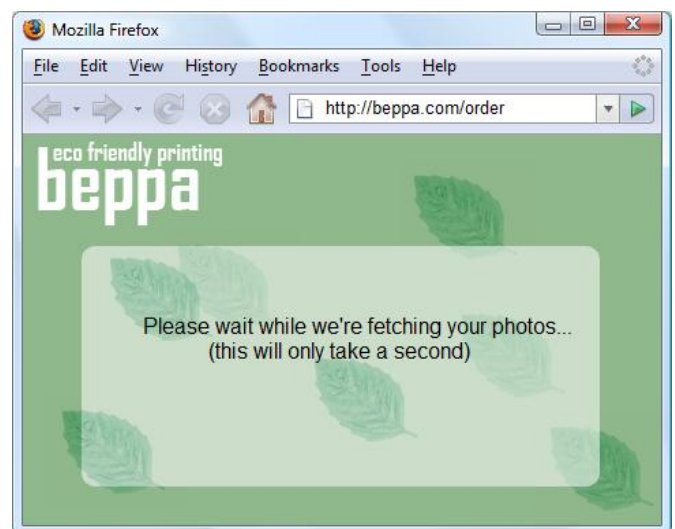 Mozilla Firefox
File Edit View History Bookmarks Tools Help
http://beppa.com/order
eco friendly printing
beppa
Please wait while we're fetching your photos...
(this will only take a second)